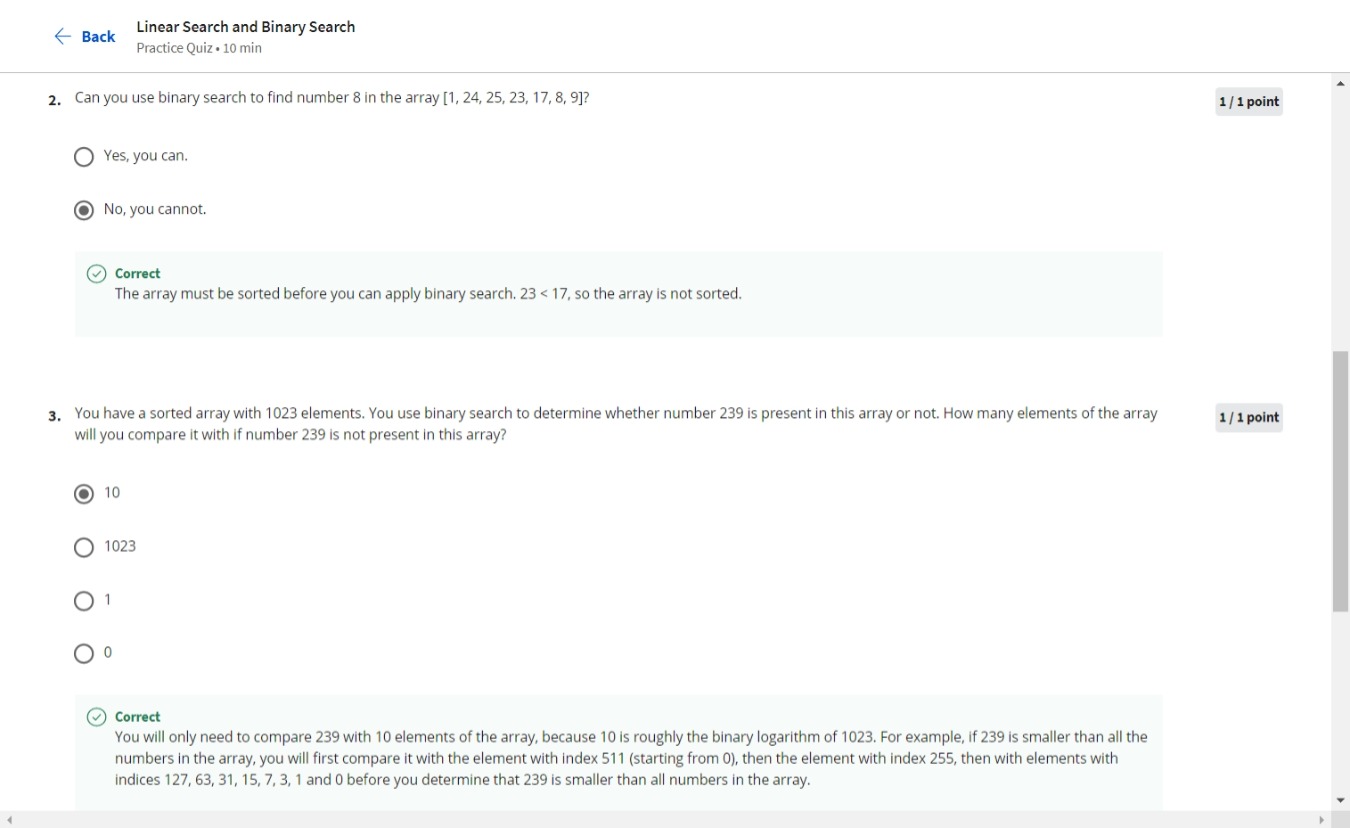 Back
Linear Search and Binary Search
Practice Quiz • 10 min
2. Can you use binary search to find number 8 in the array [1, 24, 25, 23, 17, 8, 9]?
1 / 1 point
Yes, you can.
No, you cannot.
Correct
The array must be sorted before you can apply binary search. 23 < 17, so the array is not sorted.
3. You have a sorted array with 1023 elements. You use binary search to determine whether number 239 is present in this array or not. How many elements of the array
will you compare it with if number 239 is not present in this array?
1 / 1 point
10
1023
1
0
Correct
You will only need to compare 239 with 10 elements of the array, because 10 is roughly the binary logarithm of 1023. For example, if 239 is smaller than all the
numbers in the array, you will first compare it with the element with index 511 (starting from 0), then the element with index 255, then with elements with
indices 127, 63, 31, 15, 7, 3, 1 and 0 before you determine that 239 is smaller than all numbers in the array.